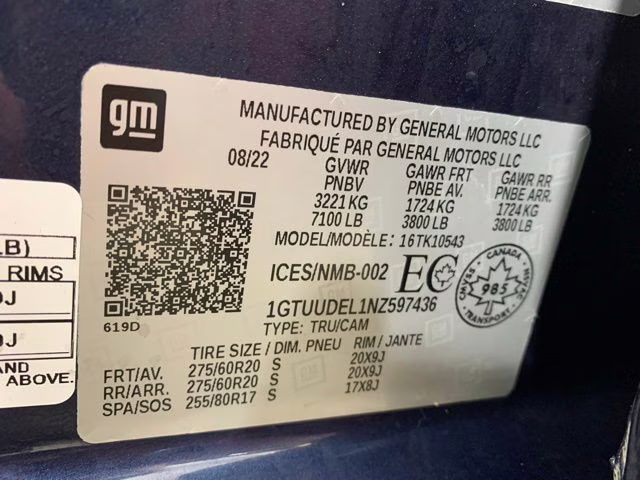 gm
MANUFACTURED BY GENERAL MOTORS LLC
FABRIQUÉ PAR GENERAL MOTORS LLC
08/22 GVWR GAWR FRT GAWR RR
PNBV PNBE AV. PNBE ARR.
3221 KG 1724 KG 1724 KG
7100 LB 3800 LB 3800 LB
MODEL/MODÈLE: 16TK10543
ICES/NMB-002 EC
CANADA
CMVSS 985 NSVAC
TRANSPORT
1GTUUDEL1NZ597436
619D
TYPE: TRU/CAM
TIRE SIZE / DIM. PNEU RIM / JANTE
FRT/AV. 275/60R20 S 20X9J
RR/ARR. 275/60R20 S 20X9J
SPA/SOS 255/80R17 S 17X8J
LB)
RIMS
J
9J
AND
ABOVE.